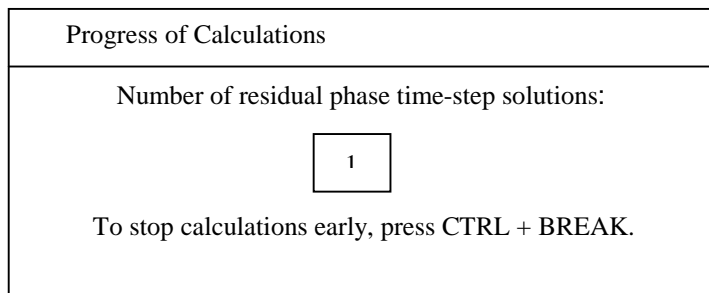 Progress of Calculations
Number of residual phase time-step solutions:
1
To stop calculations early, press CTRL + BREAK.